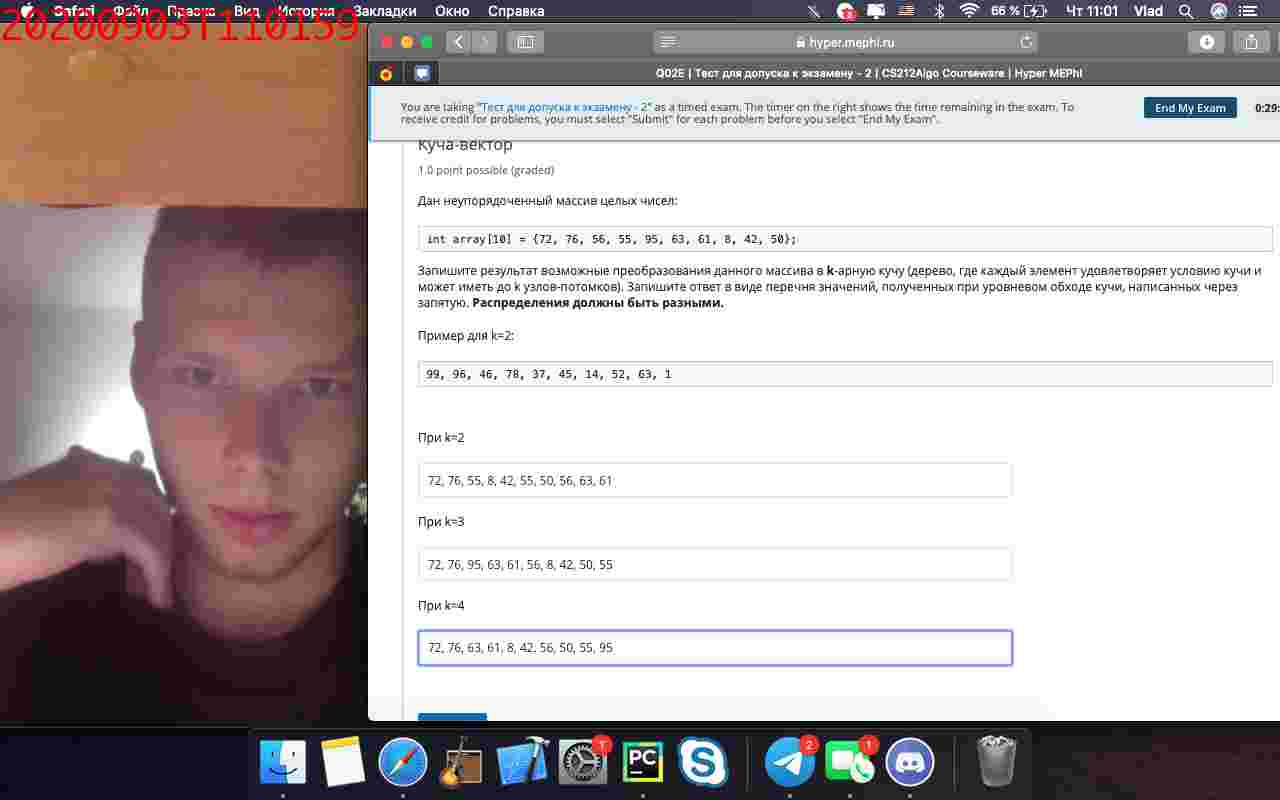 20200903T110159
Safari Файл Правка Вид История Закладки Окно Справка 66 % Чт 11:01 Vlad
hyper.mephi.ru
Q02E | Тест для допуска к экзамену - 2 | CS212Algo Courseware | Hyper MEPhI
You are taking "Тест для допуска к экзамену - 2" as a timed exam. The timer on the right shows the time remaining in the exam. To
receive credit for problems, you must select "Submit" for each problem before you select "End My Exam".
End My Exam
0:29:
Куча-вектор
1.0 point possible (graded)
Дан неупорядоченный массив целых чисел:
int array[10] = {72, 76, 56, 55, 95, 63, 61, 8, 42, 50};
Запишите результат возможные преобразования данного массива в k-арную кучу (дерево, где каждый элемент удовлетворяет условию кучи и
может иметь до k узлов-потомков). Запишите ответ в виде перечня значений, полученных при уровневом обходе кучи, написанных через
запятую. Распределения должны быть разными.
Пример для k=2:
99, 96, 46, 78, 37, 45, 14, 52, 63, 1
При k=2
72, 76, 55, 8, 42, 55, 50, 56, 63, 61
При k=3
72, 76, 95, 63, 61, 56, 8, 42, 50, 55
При k=4
72, 76, 63, 61, 8, 42, 56, 50, 55, 95
1
PC
2
1